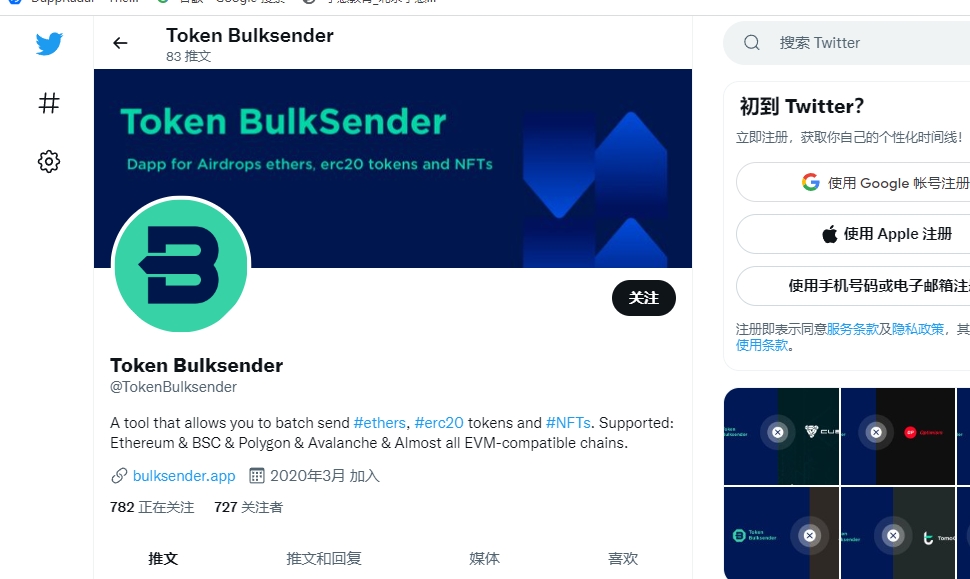 Token Bulksender
83 推文
Token BulkSender
Dapp for Airdrops ethers, erc20 tokens and NFTs
关注
Token Bulksender
@TokenBulksender
A tool that allows you to batch send #ethers, #erc20 tokens and #NFTs. Supported:
Ethereum & BSC & Polygon & Avalanche & Almost all EVM-compatible chains.
bulksender.app 2020年3月 加入
782 正在关注 727 关注者
推文 推文和回复 媒体 喜欢
搜索 Twitter
初到 Twitter？
立即注册，获取你自己的个性化时间线！
使用 Google 帐号注册
使用 Apple 注册
使用手机号码或电子邮箱注
注册即表示同意服务条款及隐私政策，其
使用条款。
Token
Bulksender